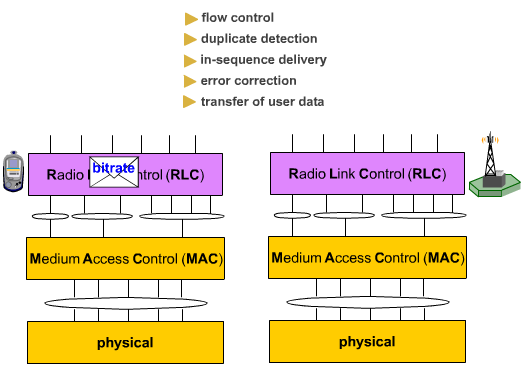 flow control
duplicate detection
in-sequence delivery
error correction
transfer of user data
Radio bitrate ntrol (RLC)
Radio Link Control (RLC)
Medium Access Control (MAC)
Medium Access Control (MAC)
physical
physical